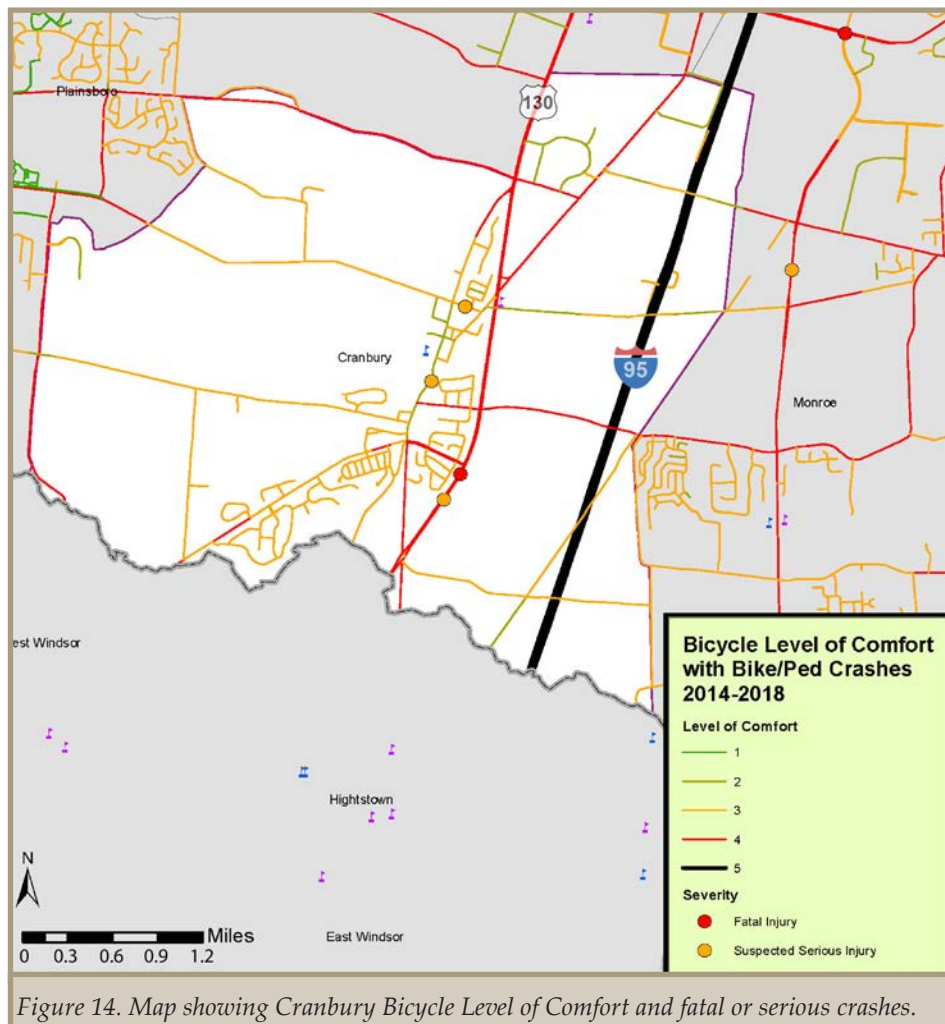 Plainsboro
130
Cranbury
95
Monroe
est Windsor
Hightstown
East Windsor
N
Miles
0 0.3 0.6 0.9 1.2
Bicycle Level of Comfort
with Bike/Ped Crashes
2014-2018
Level of Comfort
1
2
3
4
5
Severity
Fatal Injury
Suspected Serious Injury
Figure 14. Map showing Cranbury Bicycle Level of Comfort and fatal or serious crashes.